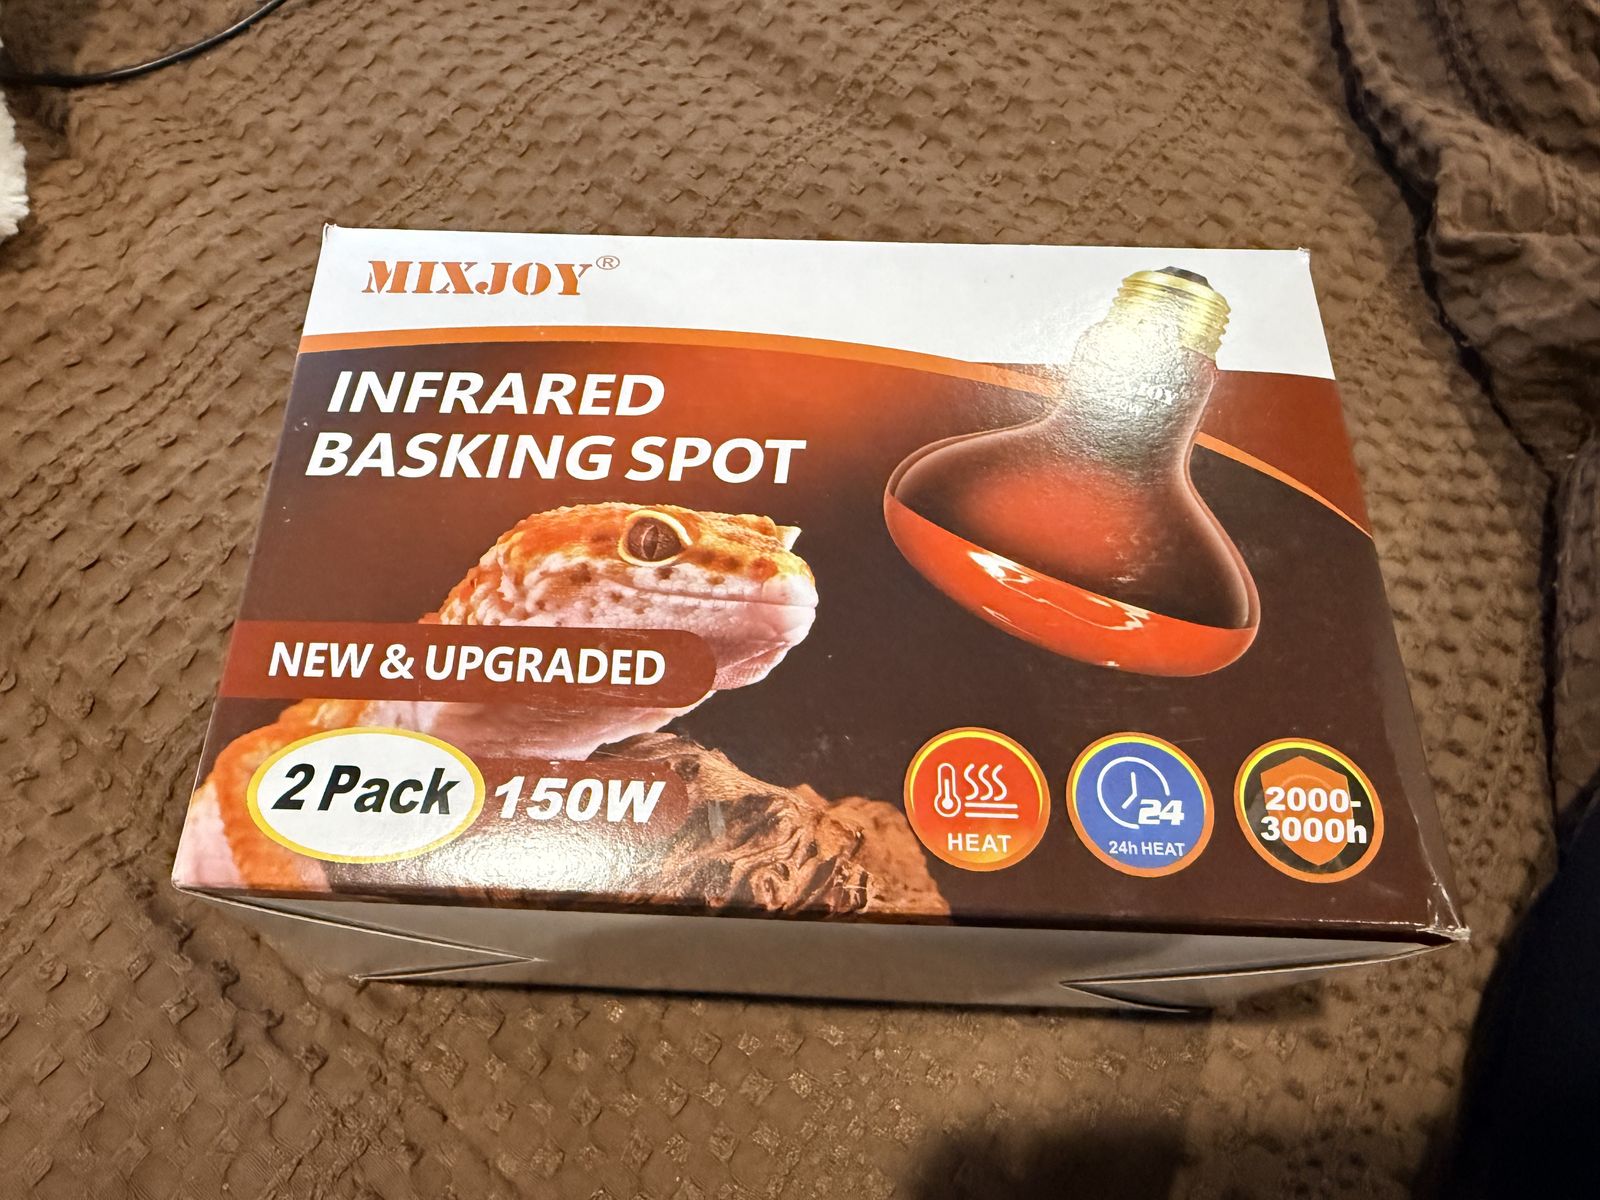 MIXJOY®
INFRARED
BASKING SPOT
NEW & UPGRADED
2 Pack
150W
HEAT
24
24h HEAT
2000-
3000h